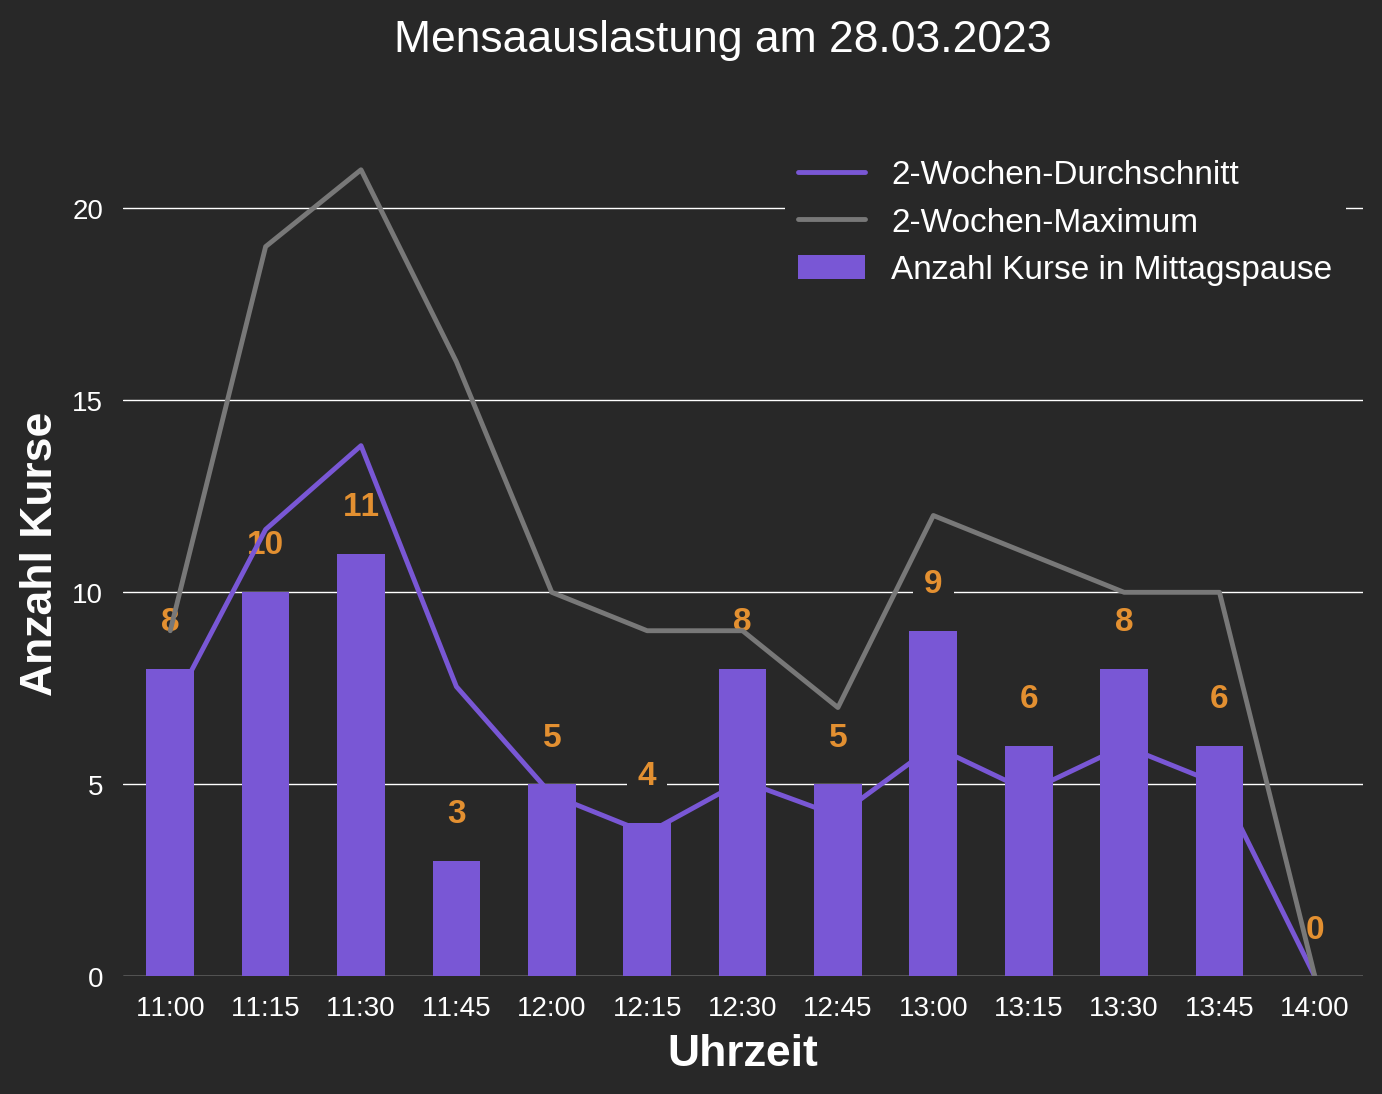 Mensaauslastung am 28.03.2023
2-Wochen-Durchschnitt
2-Wochen-Maximum
Anzahl Kurse in Mittagspause
Anzahl Kurse
20
15
10
5
0
8
10
11
3
5
4
8
5
9
6
8
6
0
11:00 11:15 11:30 11:45 12:00 12:15 12:30 12:45 13:00 13:15 13:30 13:45 14:00
Uhrzeit